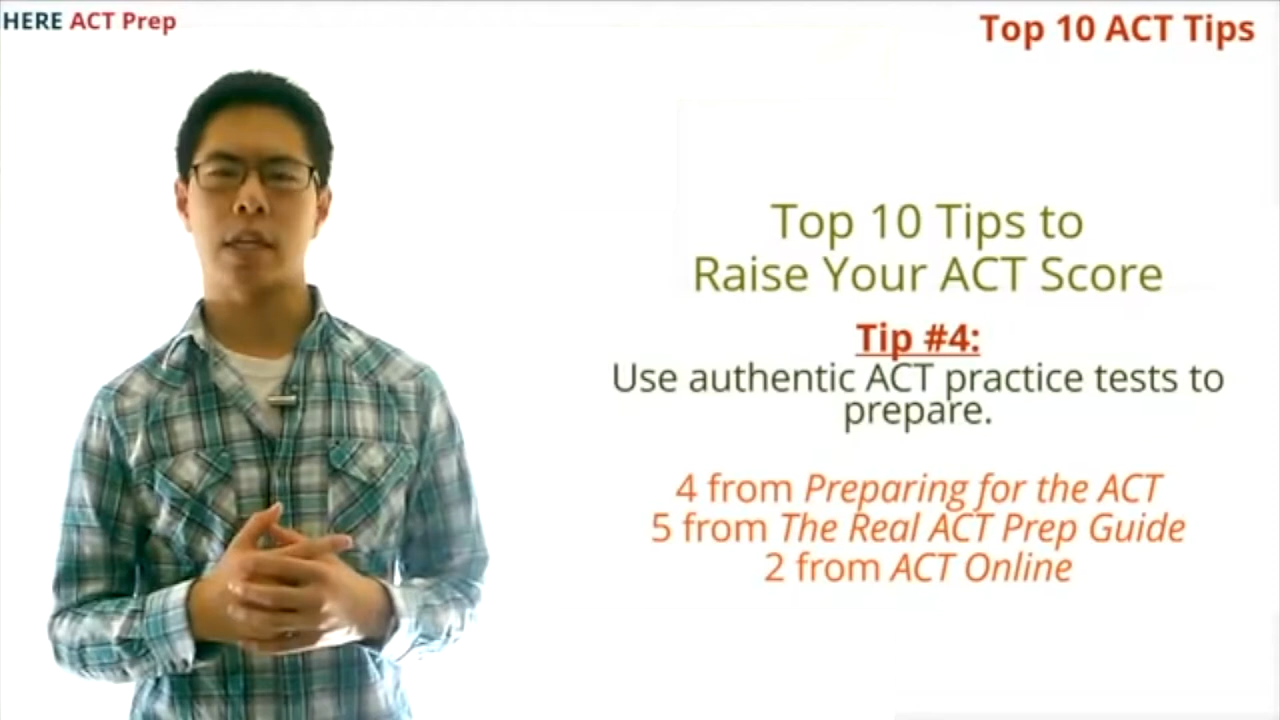 HERE ACT Prep
Top 10 ACT Tips
Top 10 Tips to
Raise Your ACT Score
Tip #4:
Use authentic ACT practice tests to
prepare.
4 from Preparing for the ACT
5 from The Real ACT Prep Guide
2 from ACT Online